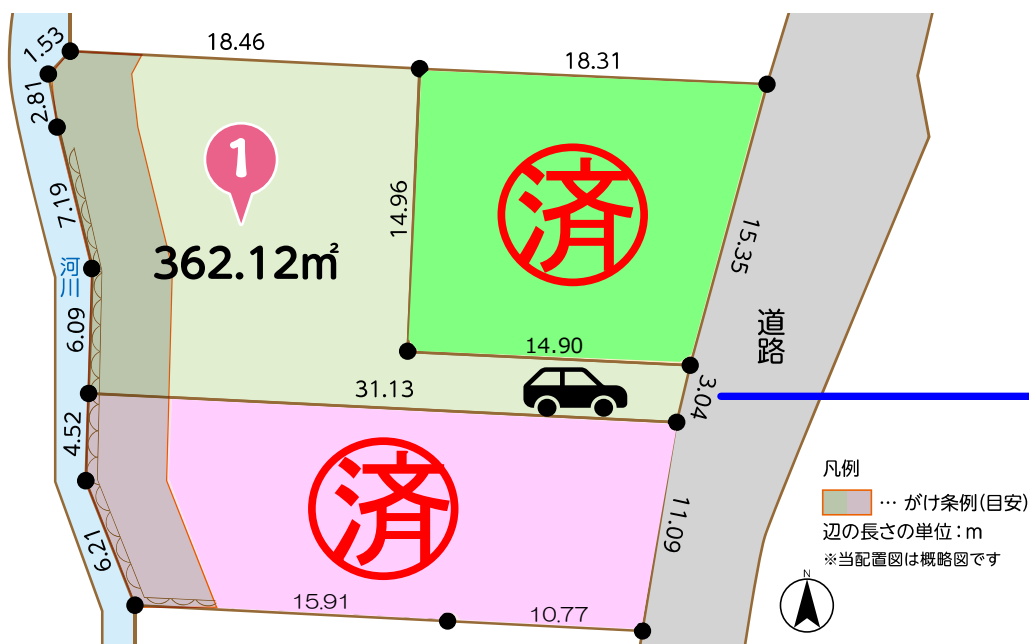 1.53
18.46
18.31
2.81
1
済
14.96
7.19
362.12㎡
15.35
河川
6.09
14.90
道路
31.13
3.04
4.52
済
凡例
… がけ条例(目安)
辺の長さの単位：m
※当配置図は概略図です
11.09
6.21
N
15.91
10.77